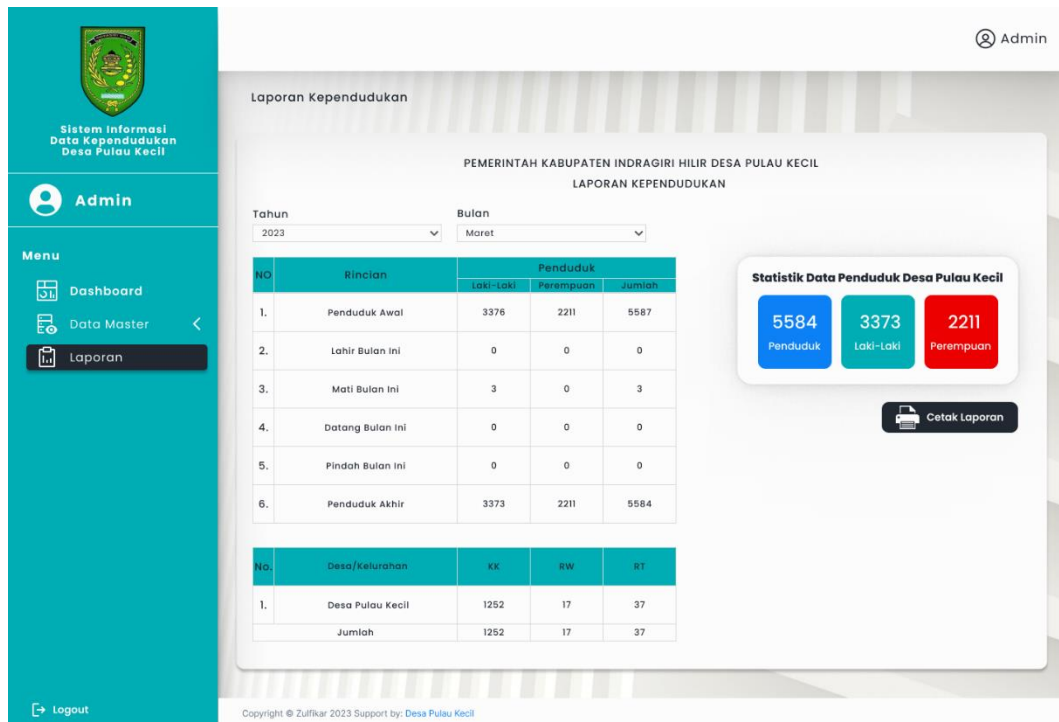 Admin
Sistem Informasi
Data Kependudukan
Desa Pulau Kecil
Admin
Menu
Dashboard
Data Master
Laporan
Logout
Laporan Kependudukan
PEMERINTAH KABUPATEN INDRAGIRI HILIR DESA PULAU KECIL
LAPORAN KEPENDUDUKAN
Tahun Bulan
2023 Maret
NO Rincian Penduduk
Laki-Laki Perempuan Jumlah
1. Penduduk Awal 3376 2211 5587
2. Lahir Bulan Ini 0 0 0
3. Mati Bulan Ini 3 0 3
4. Datang Bulan Ini 0 0 0
5. Pindah Bulan Ini 0 0 0
6. Penduduk Akhir 3373 2211 5584
No. Desa/Kelurahan KK RW RT
1. Desa Pulau Kecil 1252 17 37
Jumlah 1252 17 37
Statistik Data Penduduk Desa Pulau Kecil
5584 3373 2211
Penduduk Laki-Laki Perempuan
Cetak Laporan
Copyright © Zulfikar 2023 Support by: Desa Pulau Kecil